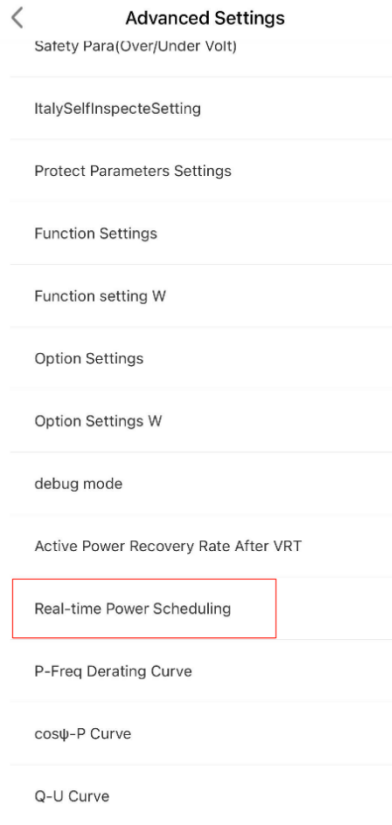 Advanced Settings
Safety Para(Over/Under Volt)
ItalySelfInspecteSetting
Protect Parameters Settings
Function Settings
Function setting W
Option Settings
Option Settings W
debug mode
Active Power Recovery Rate After VRT
Real-time Power Scheduling
P-Freq Derating Curve
cosψ-P Curve
Q-U Curve